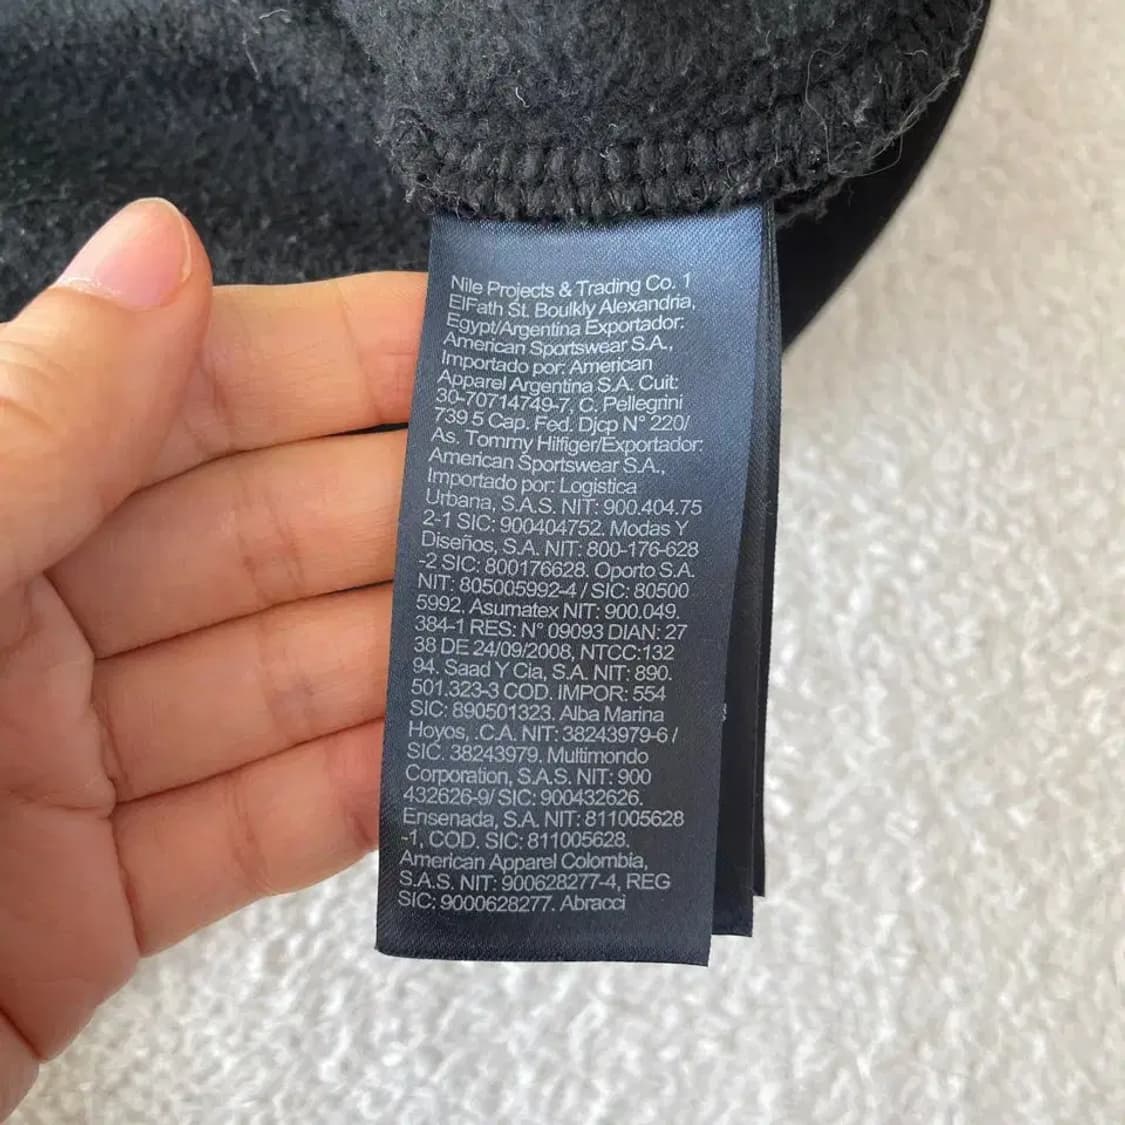 Nile Projects & Trading Co. 1
ElFath St. Boulkly Alexandria,
Egypt/Argentina Exportador:
American Sportswear S.A.,
Importado por: American
Apparel Argentina S.A. Cuit:
30-70714749-7, C. Pellegrini
739 5 Cap. Fed. Djcp N° 220/
As. Tommy Hilfiger/Exportador:
American Sportswear S.A.,
Importado por: Logistica
Urbana, S.A.S. NIT: 900.404.75
2-1 SIC: 900404752. Modas Y
Diseños, S.A. NIT: 800-176-628
-2 SIC: 800176628. Oporto S.A.
NIT: 805005992-4 / SIC: 80500
5992, Asumatex NIT: 900.049.
384-1 RES: N° 09093 DIAN: 27
38 DE 24/09/2008, NTCC:132
94. Saad Y Cia, S.A. NIT: 890.
501.323-3 COD. IMPOR: 554
SIC: 890501323. Alba Marina
Hoyos, .C.A. NIT: 38243979-6 /
SIC. 38243979. Multimondo
Corporation, S.A.S. NIT: 900
432626-9/ SIC: 900432626.
Ensenada, S.A. NIT: 811005628
-1, COD. SIC: 811005628.
American Apparel Colombia,
S.A.S. NIT: 900628277-4, REG
SIC: 9000628277. Abracci